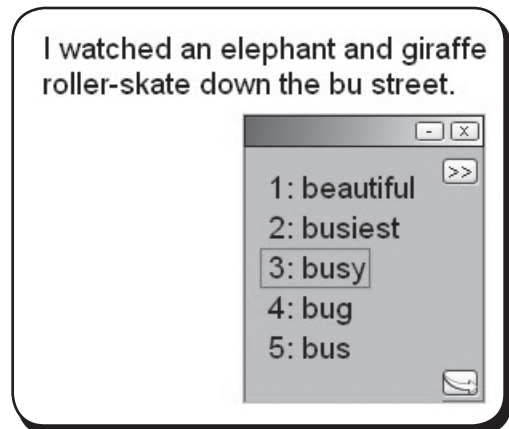 I watched an elephant and giraffe
roller-skate down the bu street.
- x
>>
1: beautiful
2: busiest
3: busy
4: bug
5: bus